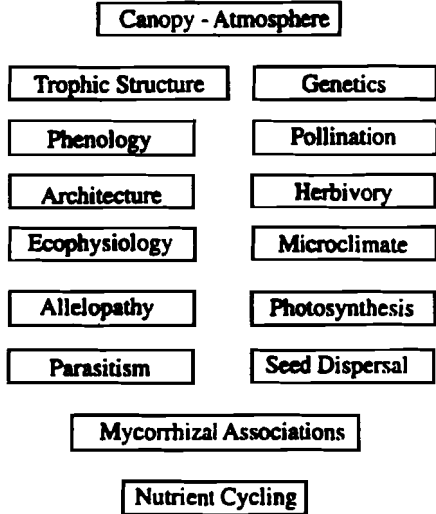 Canopy - Atmosphere
Trophic Structure
Genetics
Phenology
Pollination
Architecture
Herbivory
Ecophysiology
Microclimate
Allelopathy
Photosynthesis
Parasitism
Seed Dispersal
Mycorrhizal Associations
Nutrient Cycling